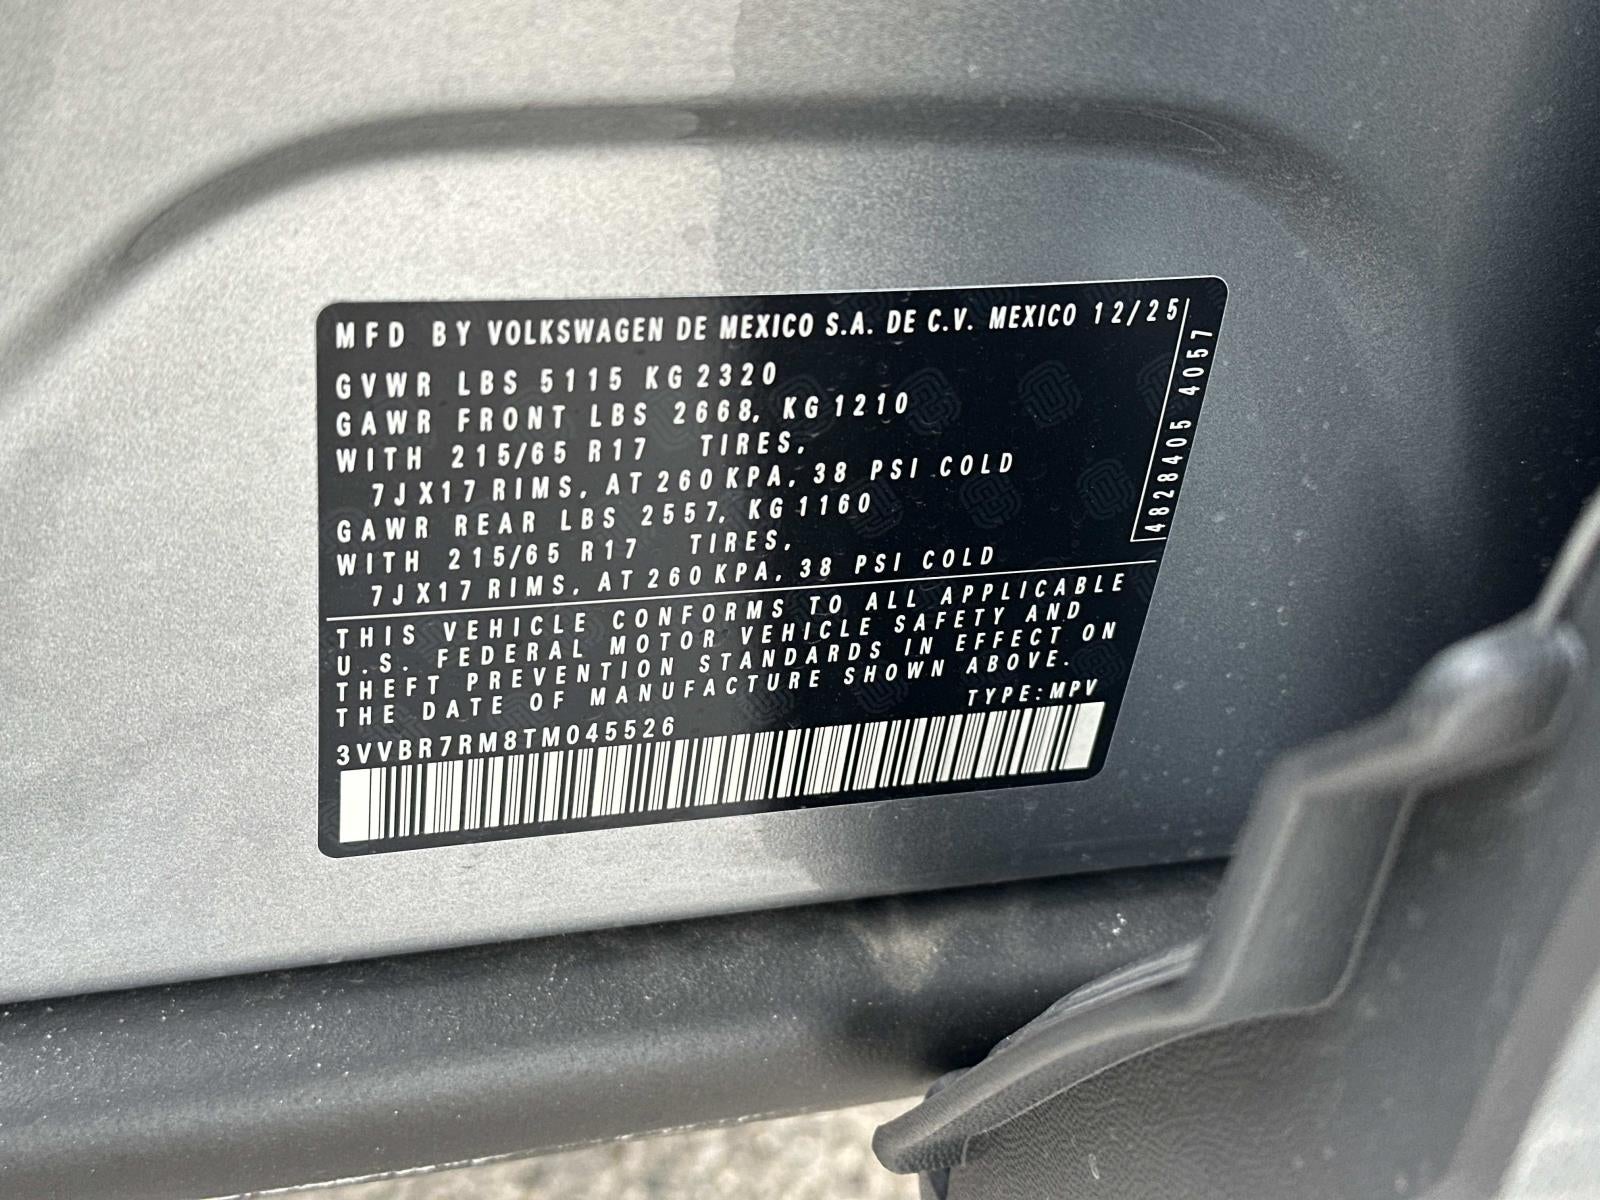 MFD BY VOLKSWAGEN DE MEXICO S.A. DE C.V. MEXICO 12/25
GVWR LBS 5115 KG 2320
GAWR FRONT LBS 2668, KG 1210
WITH 215/65 R17 TIRES,
7JX17 RIMS, AT 260 KPA, 38 PSI COLD
GAWR REAR LBS 2557, KG 1160
WITH 215/65 R17 TIRES,
7JX17 RIMS, AT 260 KPA, 38 PSI COLD
4828405 4057
THIS VEHICLE CONFORMS TO ALL APPLICABLE
U.S. FEDERAL MOTOR VEHICLE SAFETY AND
THEFT PREVENTION STANDARDS IN EFFECT ON
THE DATE OF MANUFACTURE SHOWN ABOVE.
TYPE:MPV
3VVBR7RM8TM045526